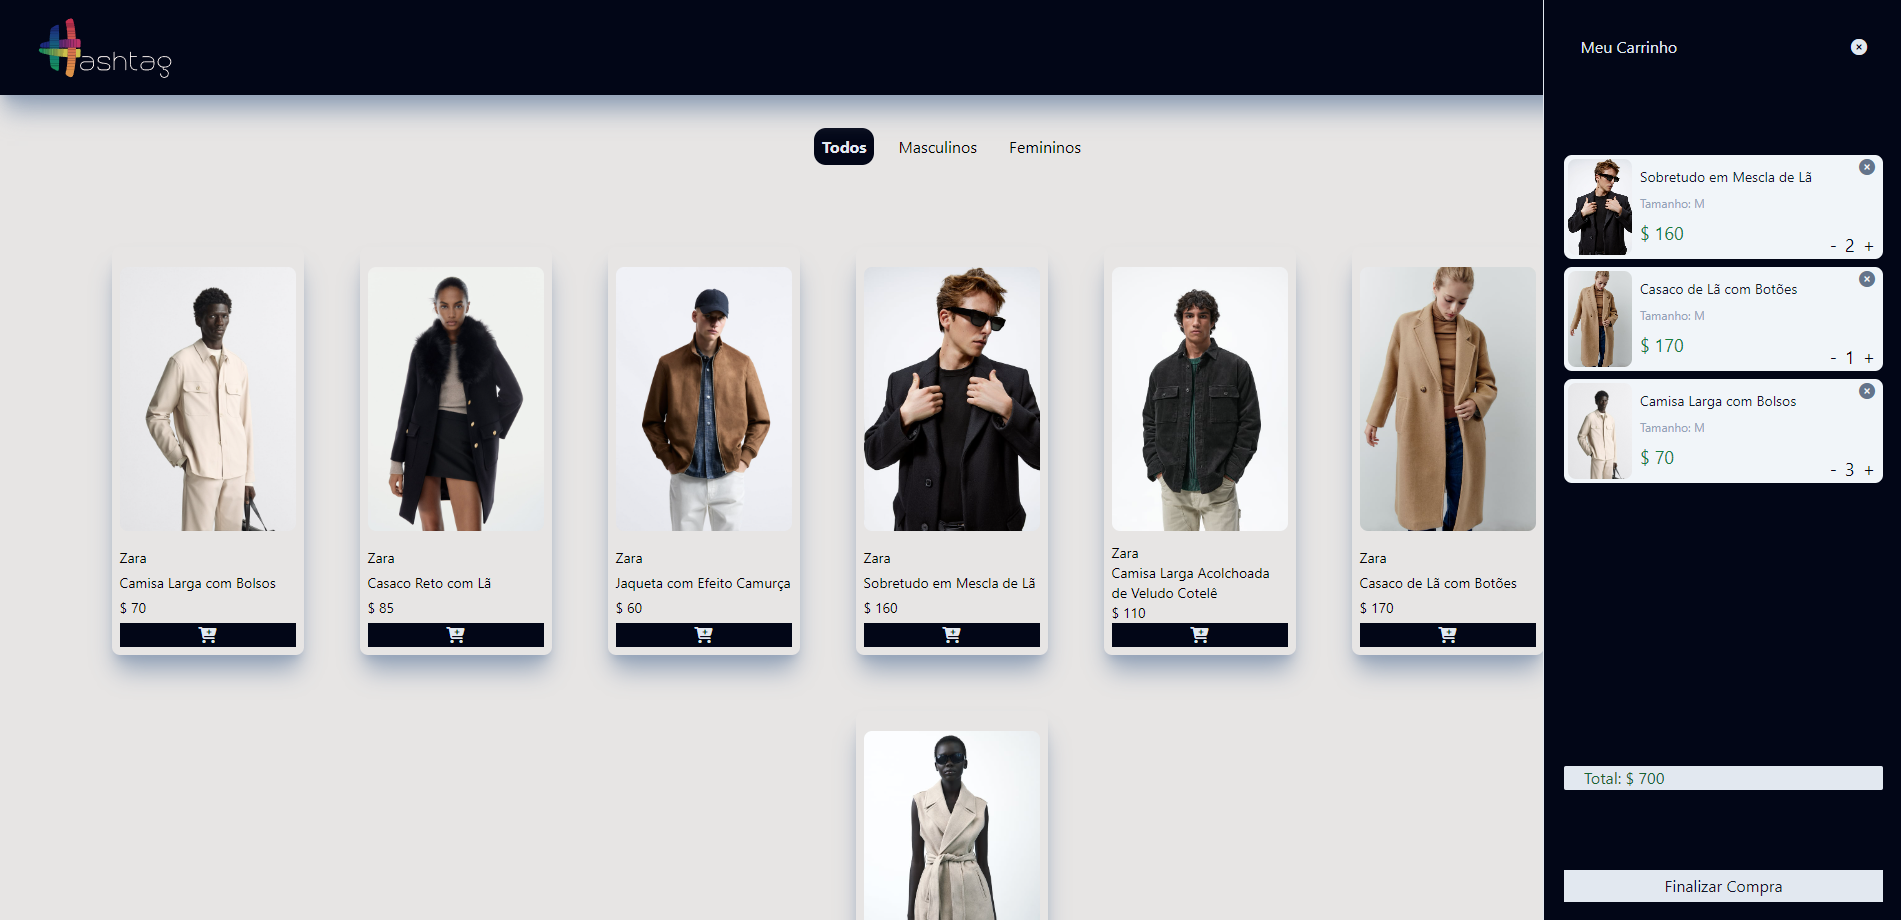 ashtag
Meu Carrinho
Todos
Masculinos
Femininos
Sobretudo em Mescla de Lã
Tamanho: M
$ 160
- 2 +
Casaco de Lã com Botões
Tamanho: M
$ 170
- 1 +
Camisa Larga com Bolsos
Tamanho: M
$ 70
- 3 +
Zara
Camisa Larga com Bolsos
$ 70
Zara
Casaco Reto com Lã
$ 85
Zara
Jaqueta com Efeito Camurça
$ 60
Zara
Sobretudo em Mescla de Lã
$ 160
Zara
Camisa Larga Acolchoada
de Veludo Cotelê
$ 110
Zara
Casaco de Lã com Botões
$ 170
Total: $ 700
Finalizar Compra